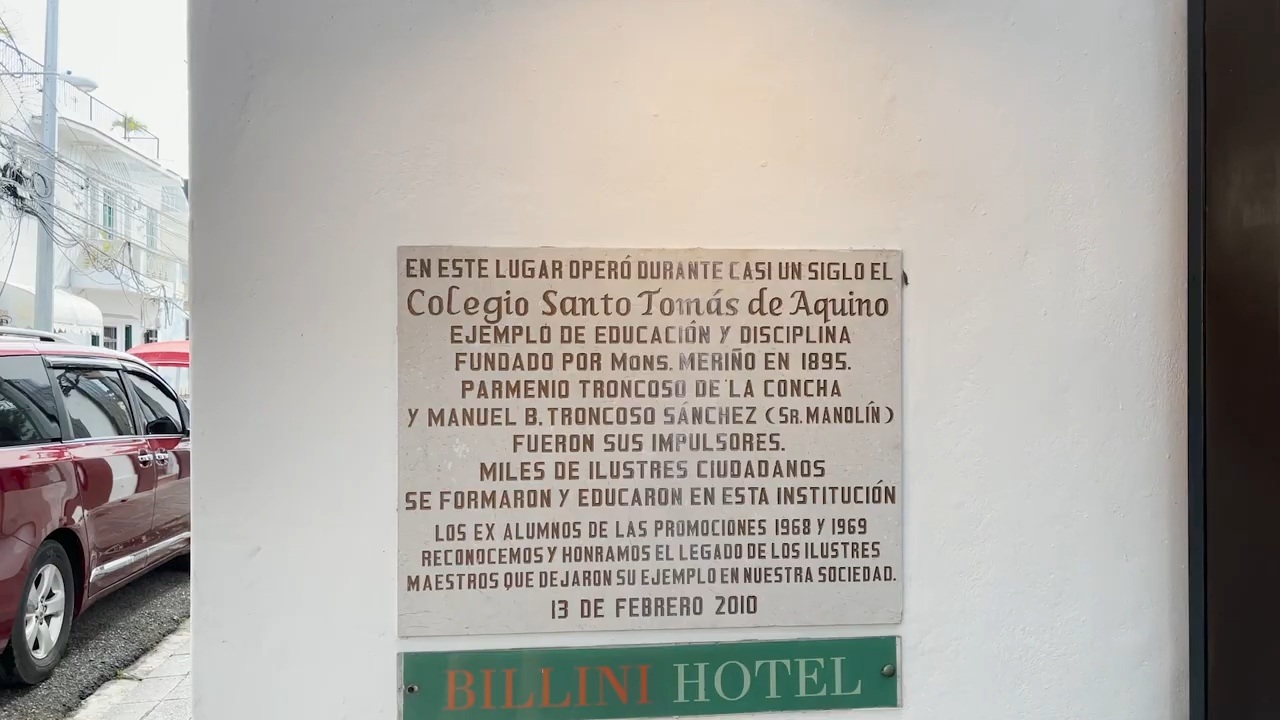 EN ESTE LUGAR OPERÓ DURANTE CASI UN SIGLO EL
Colegio Santo Tomás de Aquino
EJEMPLO DE EDUCACIÓN Y DISCIPLINA
FUNDADO POR Mons. MERIÑO EN 1895.
PARMENIO TRONCOSO DE LA CONCHA
Y MANUEL B. TRONCOSO SÁNCHEZ (SR. MANOLÍN)
FUERON SUS IMPULSORES.
MILES DE ILUSTRES CIUDADANOS
SE FORMARON Y EDUCARON EN ESTA INSTITUCIÓN
LOS EX ALUMNOS DE LAS PROMOCIONES 1968 Y 1969
RECONOCEMOS Y HONRAMOS EL LEGADO DE LOS ILUSTRES
MAESTROS QUE DEJARON SU EJEMPLO EN NUESTRA SOCIEDAD.
13 DE FEBRERO 2010
BILLINI HOTEL